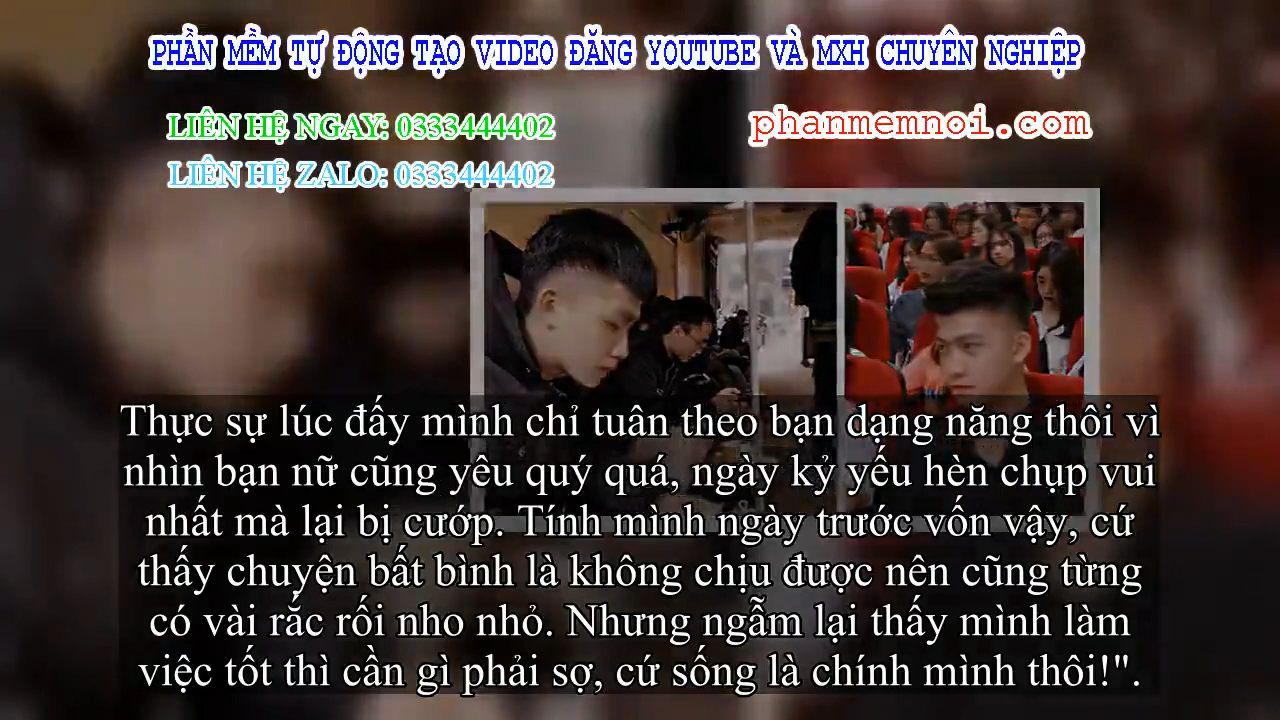 PHẦN MỀM TỰ ĐỘNG TẠO VIDEO ĐĂNG YOUTUBE VÀ MXH CHUYÊN NGHIỆP
LIÊN HỆ NGAY: 0333444402
phanmemnoi.com
LIÊN HỆ ZALO: 0333444402
Thực sự lúc đấy mình chỉ tuân theo bạn dạng năng thôi vì
nhìn bạn nữ cũng yêu quý quá, ngày kỷ yếu hèn chụp vui
nhất mà lại bị cướp. Tính mình ngày trước vốn vậy, cứ
thấy chuyện bất bình là không chịu được nên cũng từng
có vài rắc rối nho nhỏ. Nhưng ngẫm lại thấy mình làm
việc tốt thì cần gì phải sợ, cứ sống là chính mình thôi!".